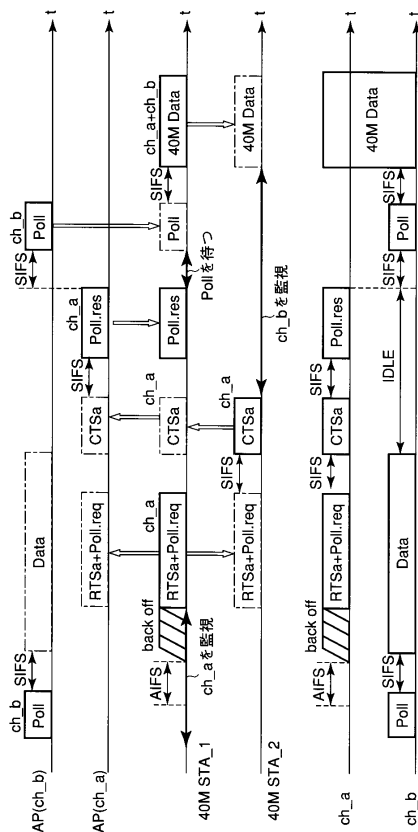 AP(ch_b)
ch_b
Poll
SIFS
Data
SIFS
ch_b
Poll
t
AP(ch_a)
RTSa+Poll.req
CTSa
SIFS
ch_a
Poll.res
t
40M STA_1
ch_aを監視
AIFS
back off
ch_a
RTSa+Poll.req
ch_a
CTSa
Poll.res
Pollを待つ
Poll
SIFS
ch_a+ch_b
40M Data
t
40M STA_2
RTSa+Poll.req
SIFS
ch_a
CTSa
ch_bを監視
40M Data
t
ch_a
AIFS
back off
RTSa+Poll.req
SIFS
CTSa
SIFS
Poll.res
40M Data
t
ch_b
Poll
SIFS
Data
IDLE
SIFS
Poll
SIFS
t